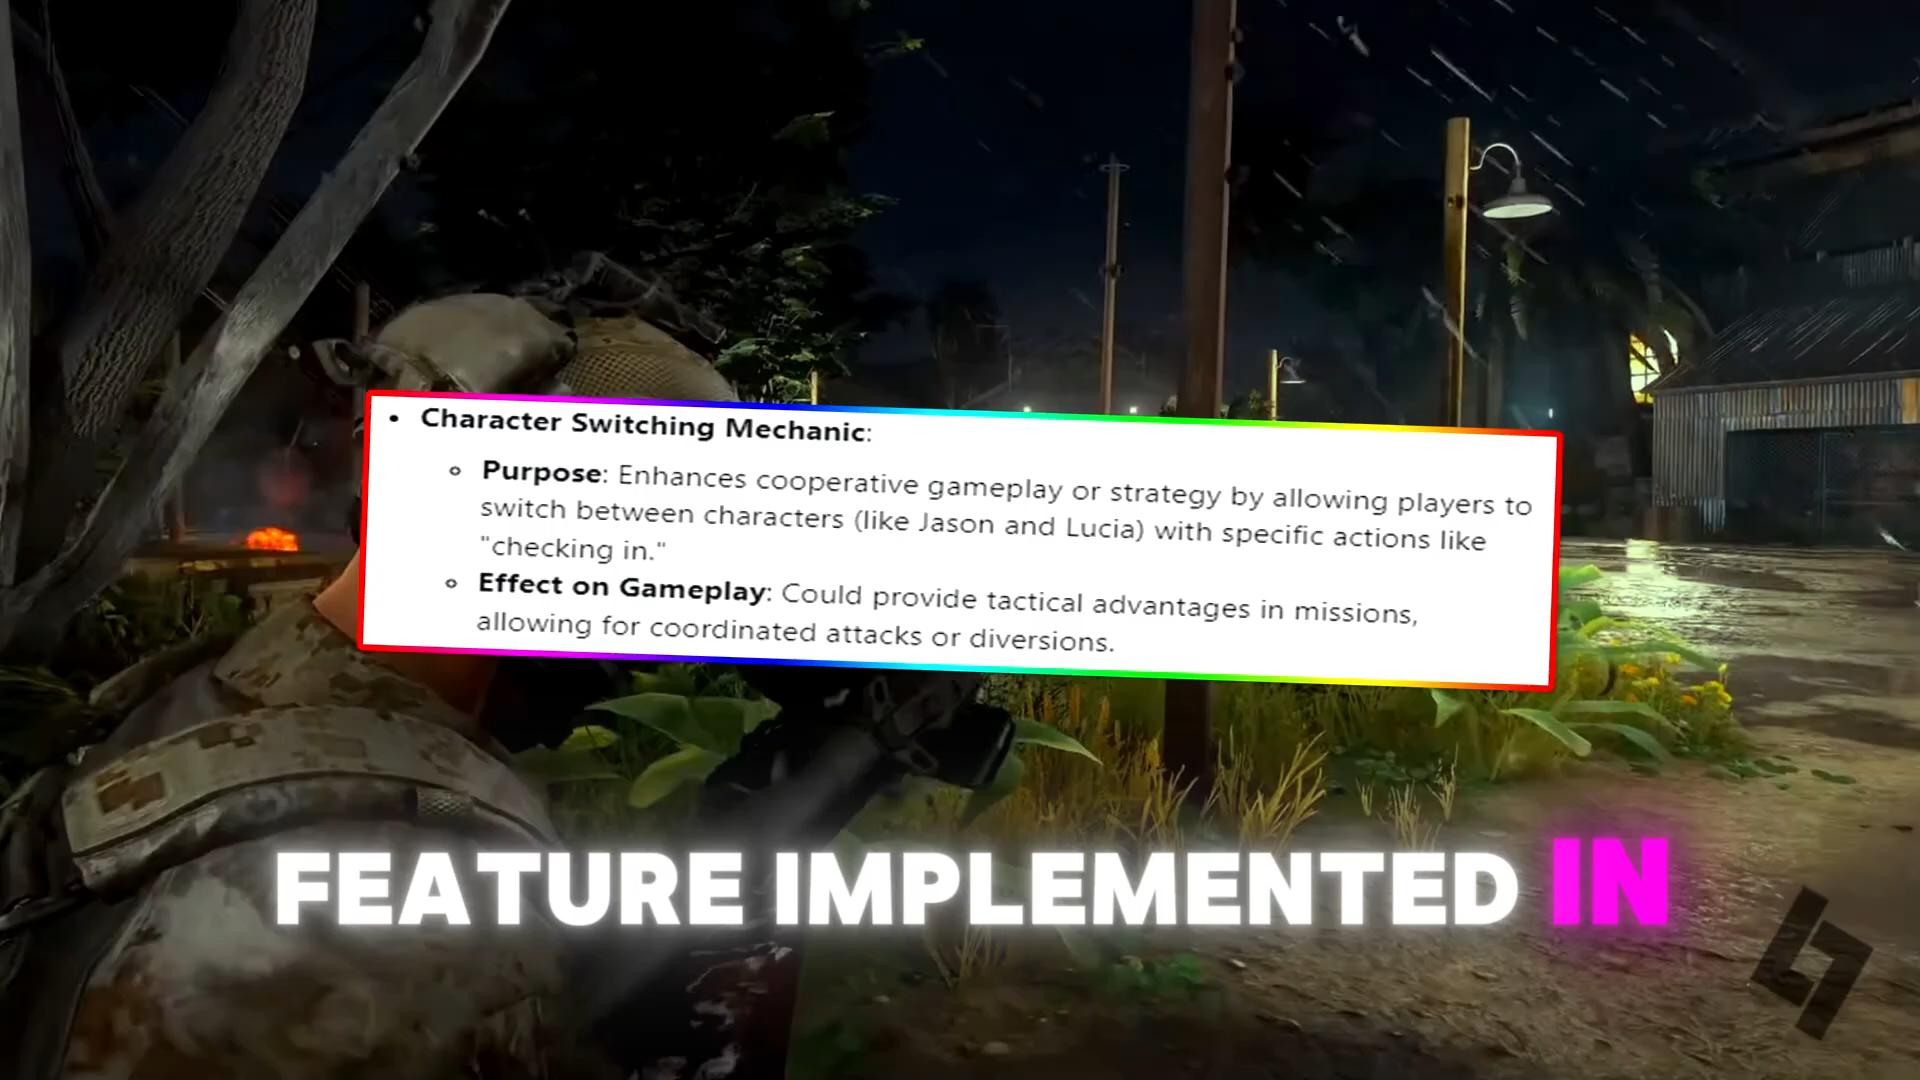 • Character Switching Mechanic:
o Purpose: Enhances cooperative gameplay or strategy by allowing players to
switch between characters (like Jason and Lucia) with specific actions like
"checking in."
o Effect on Gameplay: Could provide tactical advantages in missions,
allowing for coordinated attacks or diversions.
FEATURE IMPLEMENTED IN